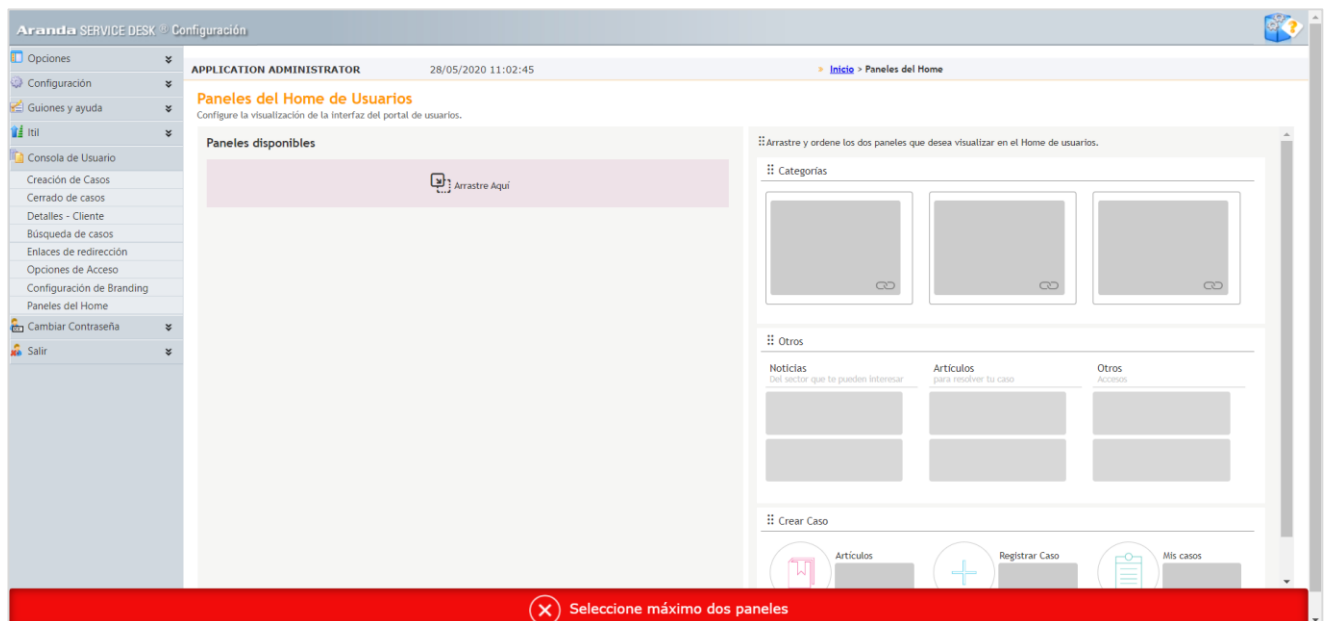 Aranda SERVICE DESK ® Configuración
Opciones
Configuración
Guiones y ayuda
Itil
Consola de Usuario
Creación de Casos
Cerrado de casos
Detalles - Cliente
Búsqueda de casos
Enlaces de redirección
Opciones de Acceso
Configuración de Branding
Paneles del Home
Cambiar Contraseña
Salir
APPLICATION ADMINISTRATOR 28/05/2020 11:02:45 » Inicio > Paneles del Home
Paneles del Home de Usuarios
Configure la visualización de la interfaz del portal de usuarios.
Paneles disponibles
Arrastre Aquí
Arrastre y ordene los dos paneles que desea visualizar en el Home de usuarios.
Categorías
Otros
Noticias Artículos Otros
Del sector que te pueden interesar para resolver tu caso Accesos
Crear Caso
Artículos Registrar Caso Mis casos
Seleccione máximo dos paneles